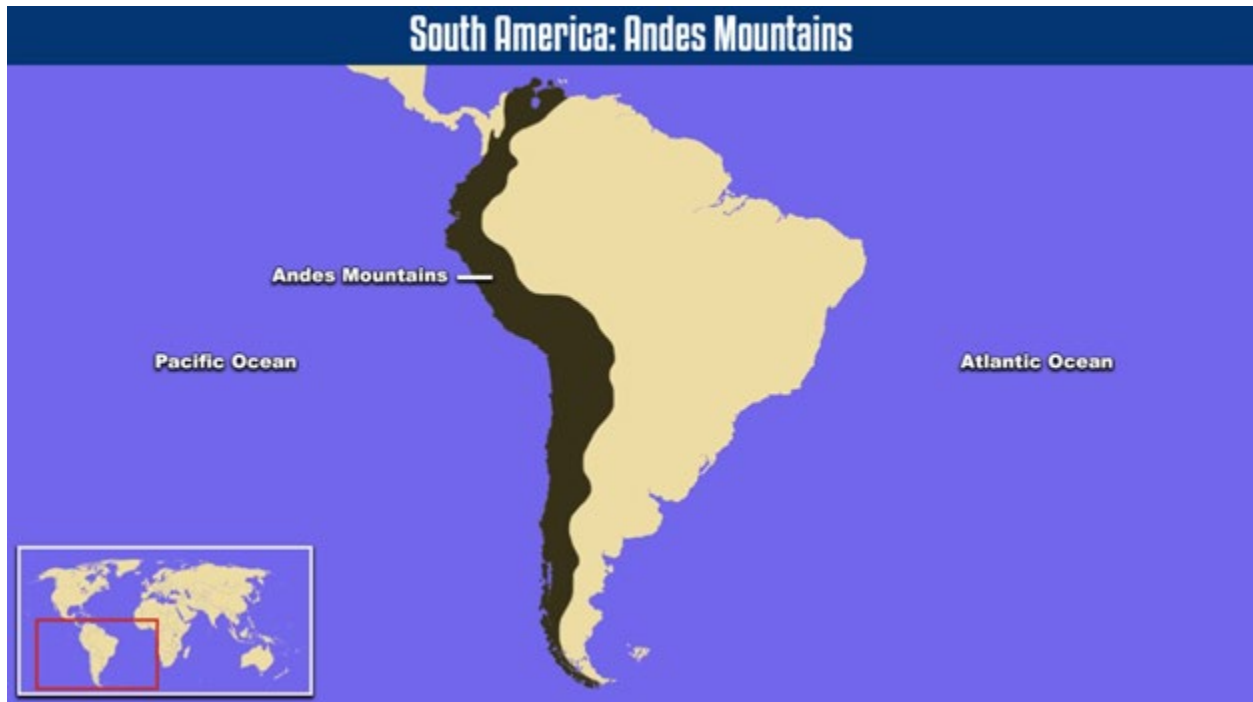 South America: Andes Mountains
Andes Mountains
Pacific Ocean
Atlantic Ocean